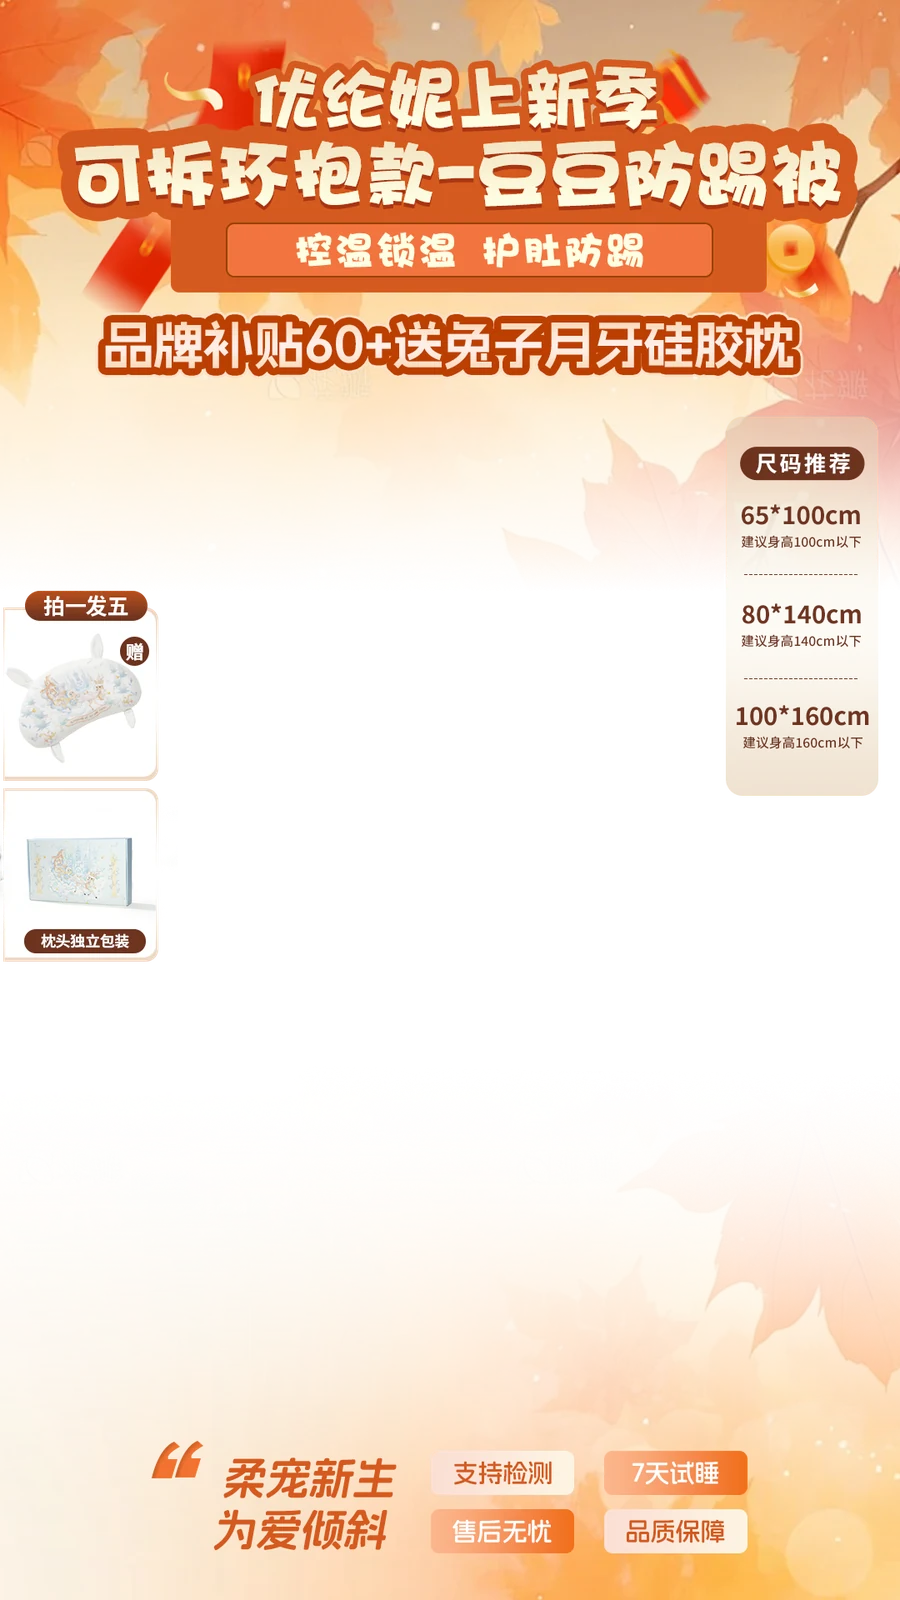 优纶妮上新季
可拆环抱款-豆豆防踢被
控温锁温 护肚防踢
品牌补贴60+送兔子月牙硅胶枕
尺码推荐
65*100cm
建议身高100cm以下
80*140cm
建议身高140cm以下
100*160cm
建议身高160cm以下
拍一发五
赠
枕头独立包装
柔宠新生
为爱倾斜
支持检测
7天试睡
售后无忧
品质保障